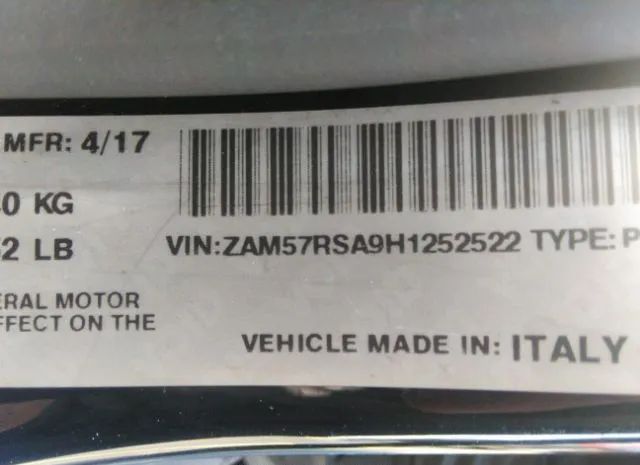 MFR: 4/17
0 KG
2 LB
VIN:ZAM57RSA9H1252522 TYPE:P
ERAL MOTOR
FFECT ON THE
VEHICLE MADE IN: ITALY